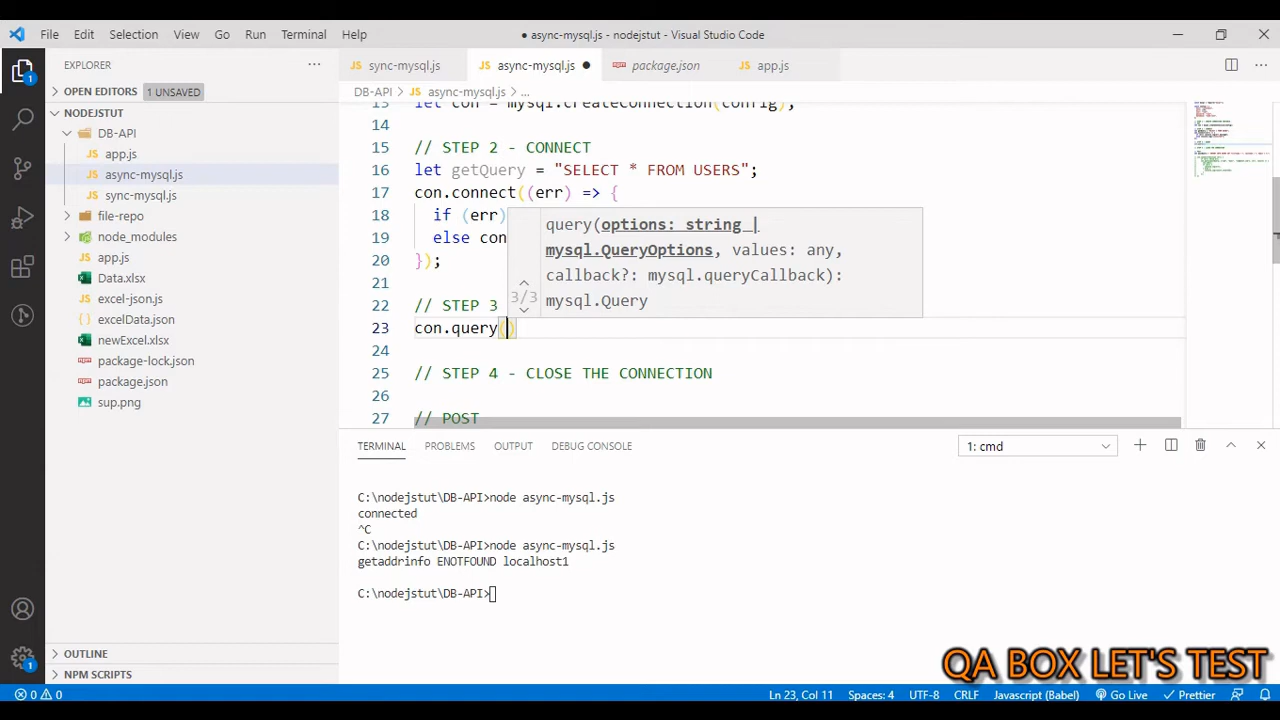 File Edit Selection View Go Run Terminal Help
● async-mysql.js - nodejstut - Visual Studio Code
EXPLORER
OPEN EDITORS 1 UNSAVED
NODEJSTUT
DB-API
app.js
async-mysql.js
sync-mysql.js
file-repo
node_modules
app.js
Data.xlsx
excel-json.js
excelData.json
newExcel.xlsx
package-lock.json
package.json
sup.png
OUTLINE
NPM SCRIPTS
sync-mysql.js async-mysql.js ● package.json app.js
DB-API > async-mysql.js > ...
13 let con = mysql.createConnection(config);
14
15 // STEP 2 - CONNECT
16 let getQuery = "SELECT * FROM USERS";
17 con.connect((err) => {
18 if (err)
19 else con
20 });
21
22 // STEP 3
23 con.query()
24
25 // STEP 4 - CLOSE THE CONNECTION
26
27 // POST
query(options: string |
mysql.QueryOptions, values: any,
callback?: mysql.queryCallback):
3/3 mysql.Query
TERMINAL PROBLEMS OUTPUT DEBUG CONSOLE 1: cmd
C:\nodejstut\DB-API>node async-mysql.js
connected
^C
C:\nodejstut\DB-API>node async-mysql.js
getaddrinfo ENOTFOUND localhost1
C:\nodejstut\DB-API>
QA BOX LET'S TEST
0 0 Ln 23, Col 11 Spaces: 4 UTF-8 CRLF Javascript (Babel) Go Live Prettier